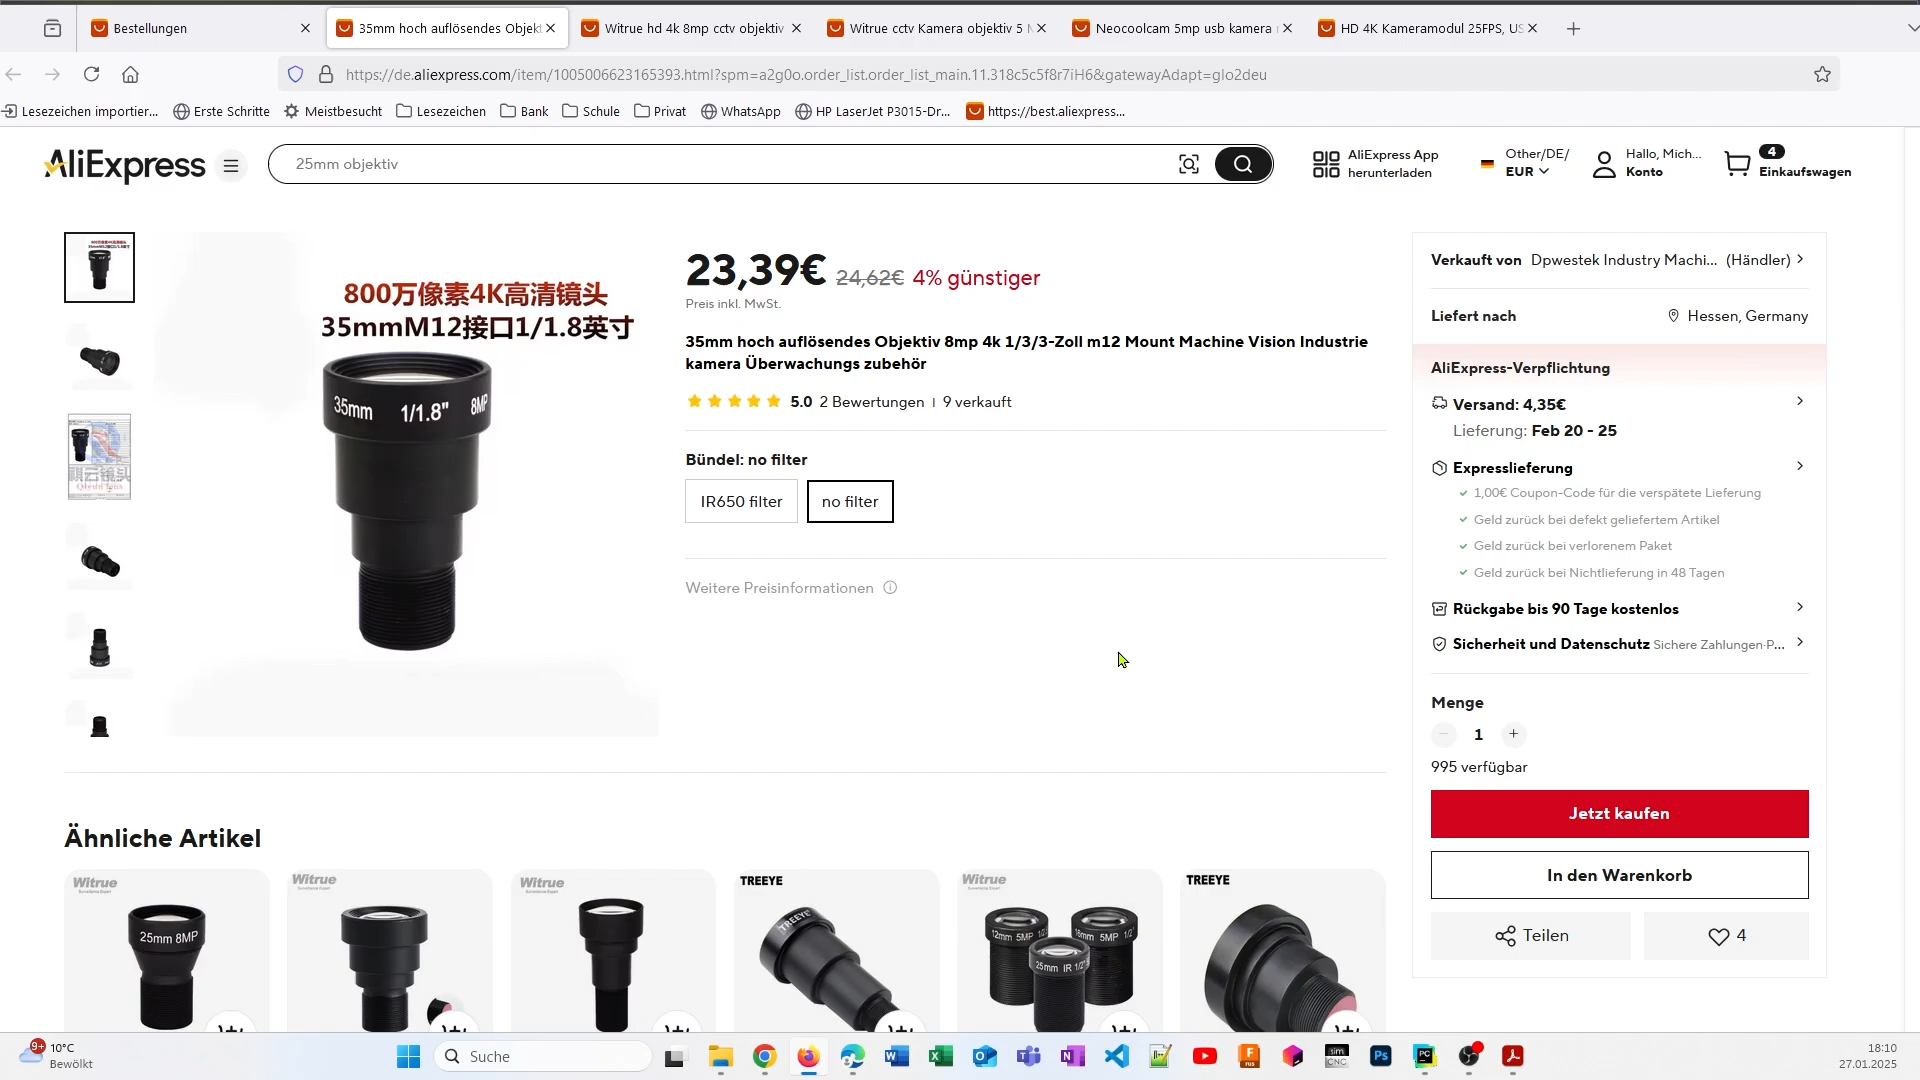 Bestellungen
35mm hoch auflösendes Objekt
Witrue hd 4k 8mp cctv objektiv
Witrue cctv Kamera objektiv 5 M
Neocoolcam 5mp usb kamera
HD 4K Kameramodul 25FPS, US
https://de.aliexpress.com/item/1005006623165393.html?spm=a2g0o.order_list.order_list_main.11.318c5c5f8r7iH6&gatewayAdapt=glo2deu
Lesezeichen importier...
Erste Schritte
Meistbesucht
Lesezeichen
Bank
Schule
Privat
WhatsApp
HP LaserJet P3015-Dr...
https://best.aliexpress...
AliExpress
25mm objektiv
AliExpress App
herunterladen
Other/DE/
EUR
Hallo, Mich...
Konto
4
Einkaufswagen
800万像素4K高清镜头
35mmM12接口1/1.8英寸
35mm 1/1.8" 8MP
23,39€ 24,62€ 4% günstiger
Preis inkl. MwSt.
35mm hoch auflösendes Objektiv 8mp 4k 1/3/3-Zoll m12 Mount Machine Vision Industrie
kamera Überwachungs zubehör
5.0 2 Bewertungen | 9 verkauft
Bündel: no filter
IR650 filter
no filter
Weitere Preisinformationen
Verkauft von Dpwestek Industry Machi... (Händler)
Liefert nach Hessen, Germany
AliExpress-Verpflichtung
Versand: 4,35€
Lieferung: Feb 20 - 25
Expresslieferung
1,00€ Coupon-Code für die verspätete Lieferung
Geld zurück bei defekt geliefertem Artikel
Geld zurück bei verlorenem Paket
Geld zurück bei Nichtlieferung in 48 Tagen
Rückgabe bis 90 Tage kostenlos
Sicherheit und Datenschutz Sichere Zahlungen·P...
Menge
1
995 verfügbar
Jetzt kaufen
In den Warenkorb
Teilen
4
Ähnliche Artikel
Witrue
25mm 8MP
Witrue
Witrue
TREEYE
TREEYE
Witrue
12mm 5MP 1/2
16mm 5MP 1/2
25mm IR 1/2"
TREEYE
9+
10°C
Bewölkt
Suche
18:10
27.01.2025